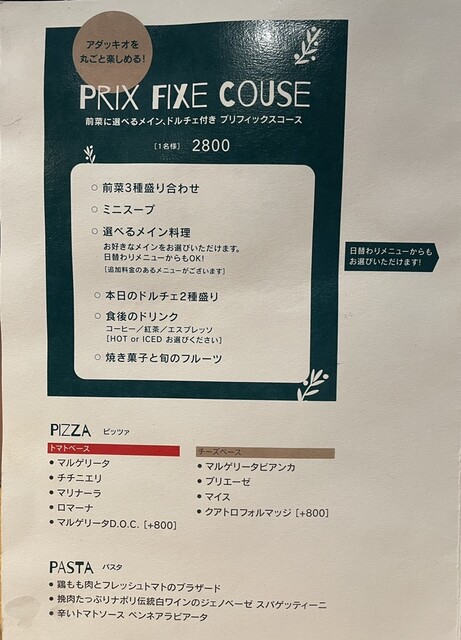 アダッキオを
丸ごと楽しめる!
PRIX FIXE COUSE
前菜に選べるメイン、ドルチェ付き プリフィックスコース
[1名様] 2800
○ 前菜3種盛り合わせ
○ ミニスープ
○ 選べるメイン料理
お好きなメインをお選びいただけます。
日替わりメニューからもOK!
[追加料金のあるメニューがございます]
日替わりメニューからも
お選びいただけます!
○ 本日のドルチェ2種盛り
○ 食後のドリンク
コーヒー/紅茶/エスプレッソ
[HOT or ICED お選びください]
○ 焼き菓子と旬のフルーツ
PIZZA ピッツァ
トマトベース
• マルゲリータ
• チチニエリ
• マリナーラ
• ロマーナ
• マルゲリータD.O.C. [+800]
チーズベース
• マルゲリータビアンカ
• ブリエーゼ
• マイス
• クアトロフォルマッジ [+800]
PASTA パスタ
• 鶏もも肉とフレッシュトマトのブラザード
• 挽肉たっぷりナポリ伝統白ワインのジェノベーゼ スパゲッティーニ
• 辛いトマトソース ペンネアラビアータ